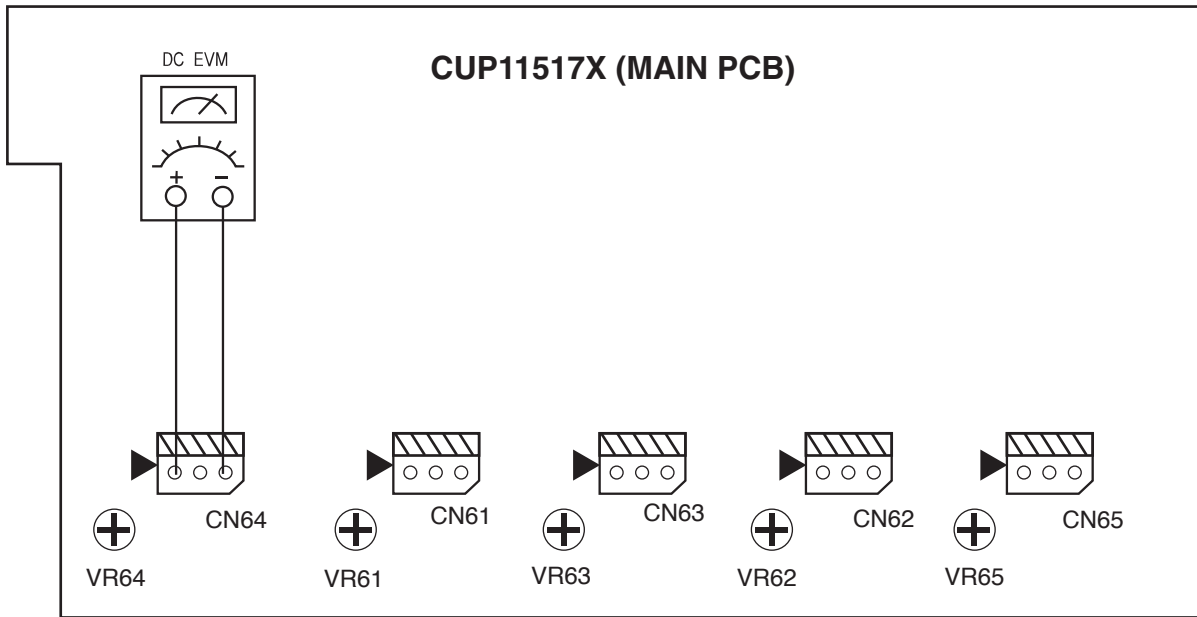 DC EVM
CUP11517X (MAIN PCB)
+ −
CN64
CN61
CN63
CN62
CN65
VR64
VR61
VR63
VR62
VR65